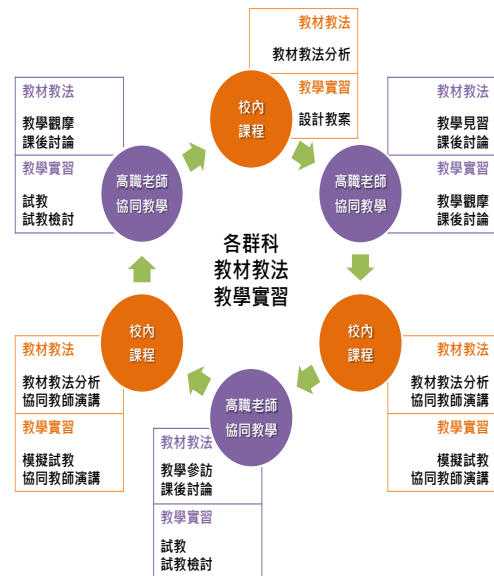 教材教法
教材教法分析
教學實習
設計教案
校內
課程
教材教法
教學見習
課後討論
教學實習
教學觀摩
課後討論
高職老師
協同教學
教材教法
教材教法分析
協同教師演講
教學實習
模擬試教
協同教師演講
校內
課程
教材教法
教學參訪
課後討論
教學實習
試教
試教檢討
高職老師
協同教學
教材教法
教材教法分析
協同教師演講
教學實習
模擬試教
協同教師演講
校內
課程
教材教法
教學觀摩
課後討論
教學實習
試教
試教檢討
高職老師
協同教學
各群科
教材教法
教學實習